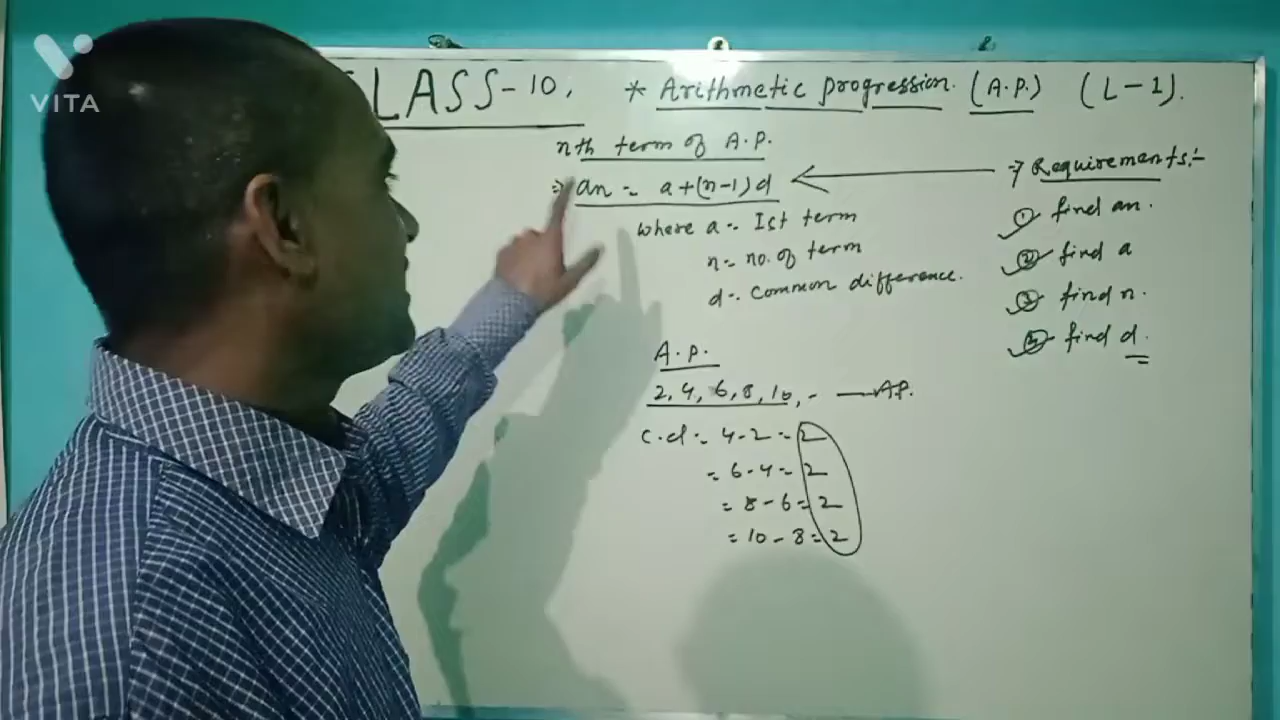 VITA
CLASS-10.
* Arithmetic progression. (A.P.) (L-1).
nth term of A.P.
⇒ an = a+(n-1)d
where a = Ist term
n = no. of term
d = Common difference.
⇒ Requirements:-
① find an.
② find a
③ find n.
④ find d.
A.P.
2, 4, 6, 8, 10, - — AP.
c.d = 4-2 = 2
= 6-4 = 2
= 8-6 = 2
= 10-8 = 2